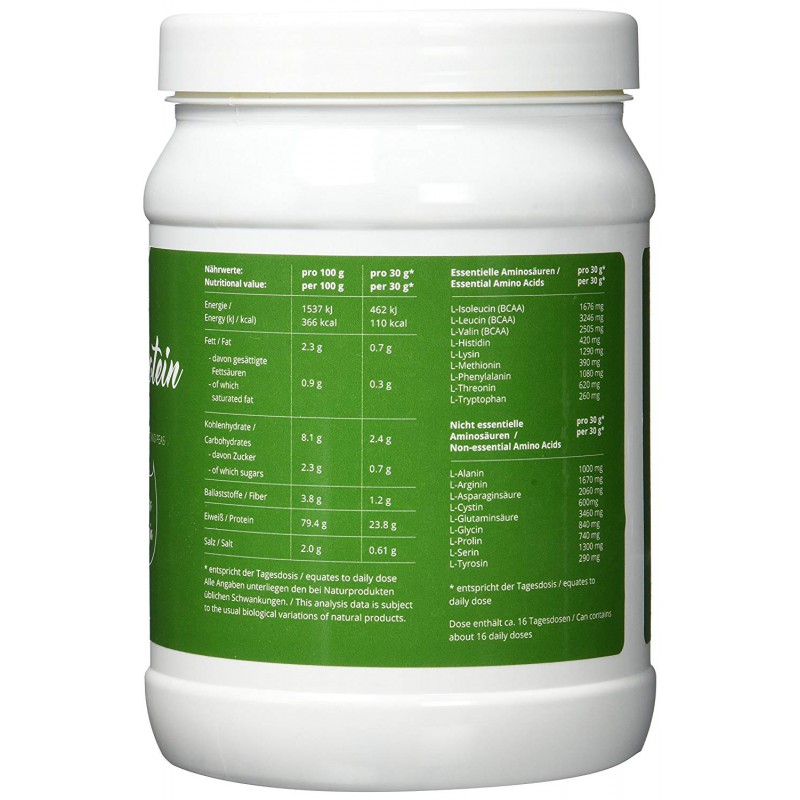 Nährwerte: pro 100 g pro 30 g*
Nutritional value: per 100 g per 30 g*
Energie / 1537 kJ 462 kJ
Energy (kJ / kcal) 366 kcal 110 kcal
Fett / Fat 2.3 g 0.7 g
- davon gesättigte
Fettsäuren
- of which 0.9 g 0.3 g
saturated fat
Kohlenhydrate /
Carbohydrates 8.1 g 2.4 g
- davon Zucker
- of which sugars 2.3 g 0.7 g
Ballaststoffe / Fiber 3.8 g 1.2 g
Eiweiß / Protein 79.4 g 23.8 g
Salz / Salt 2.0 g 0.61 g
* entspricht der Tagesdosis / equates to daily dose
Alle Angaben unterliegen den bei Naturprodukten
üblichen Schwankungen. / This analysis data is subject
to the usual biological variations of natural products.
Essentielle Aminosäuren / pro 30 g*
Essential Amino Acids per 30 g*
L-Isoleucin (BCAA) 1676 mg
L-Leucin (BCAA) 3246 mg
L-Valin (BCAA) 2505 mg
L-Histidin 420 mg
L-Lysin 1290 mg
L-Methionin 390 mg
L-Phenylalanin 1080 mg
L-Threonin 620 mg
L-Tryptophan 260 mg
Nicht essentielle pro 30 g*
Aminosäuren / per 30 g*
Non-essential Amino Acids
L-Alanin 1000 mg
L-Arginin 1670 mg
L-Asparaginsäure 2060 mg
L-Cystin 600mg
L-Glutaminsäure 3460 mg
L-Glycin 840 mg
L-Prolin 740 mg
L-Serin 1300 mg
L-Tyrosin 290 mg
* entspricht der Tagesdosis / equates to
daily dose
Dose enthält ca. 16 Tagesdosen / Can contains
about 16 daily doses